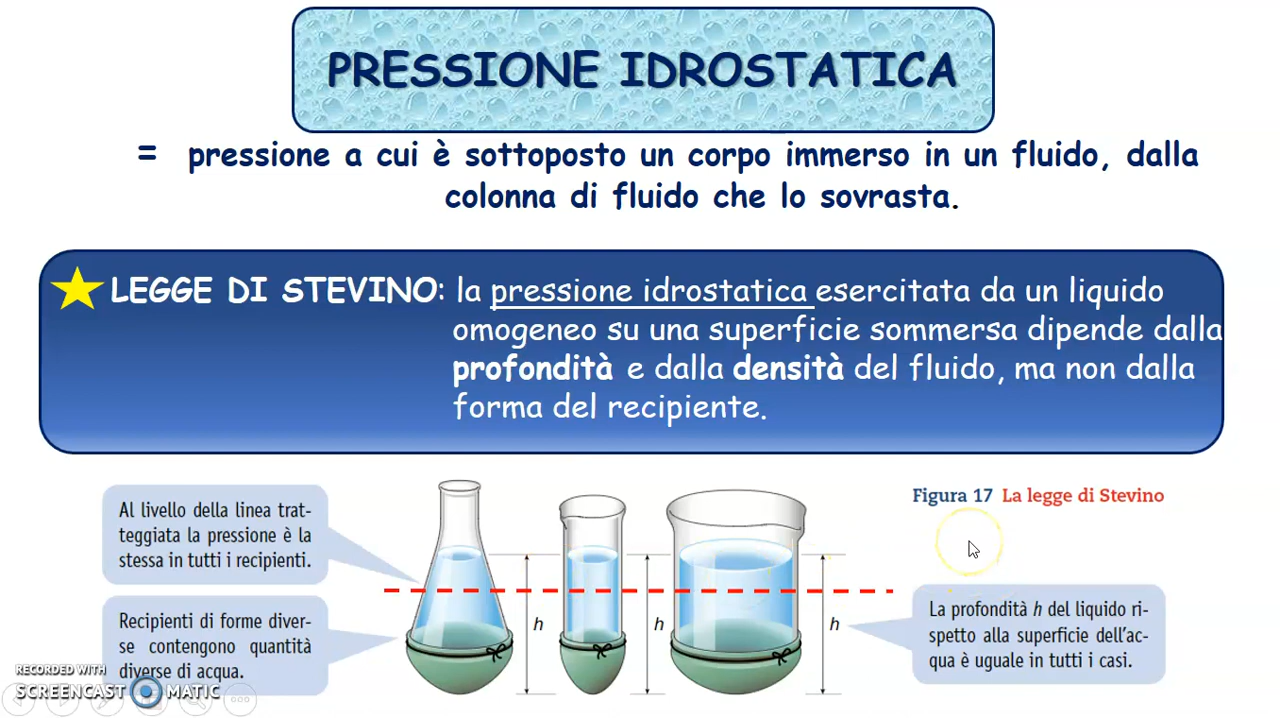 PRESSIONE IDROSTATICA
= pressione a cui è sottoposto un corpo immerso in un fluido, dalla
colonna di fluido che lo sovrasta.
LEGGE DI STEVINO: la pressione idrostatica esercitata da un liquido
omogeneo su una superficie sommersa dipende dalla
profondità e dalla densità del fluido, ma non dalla
forma del recipiente.
Al livello della linea trat-
teggiata la pressione è la
stessa in tutti i recipienti.
Recipienti di forme diver-
se contengono quantità
diverse di acqua.
h
h
h
Figura 17 La legge di Stevino
La profondità h del liquido ri-
spetto alla superficie dell'ac-
qua è uguale in tutti i casi.
RECORDED WITH
SCREENCAST MATIC